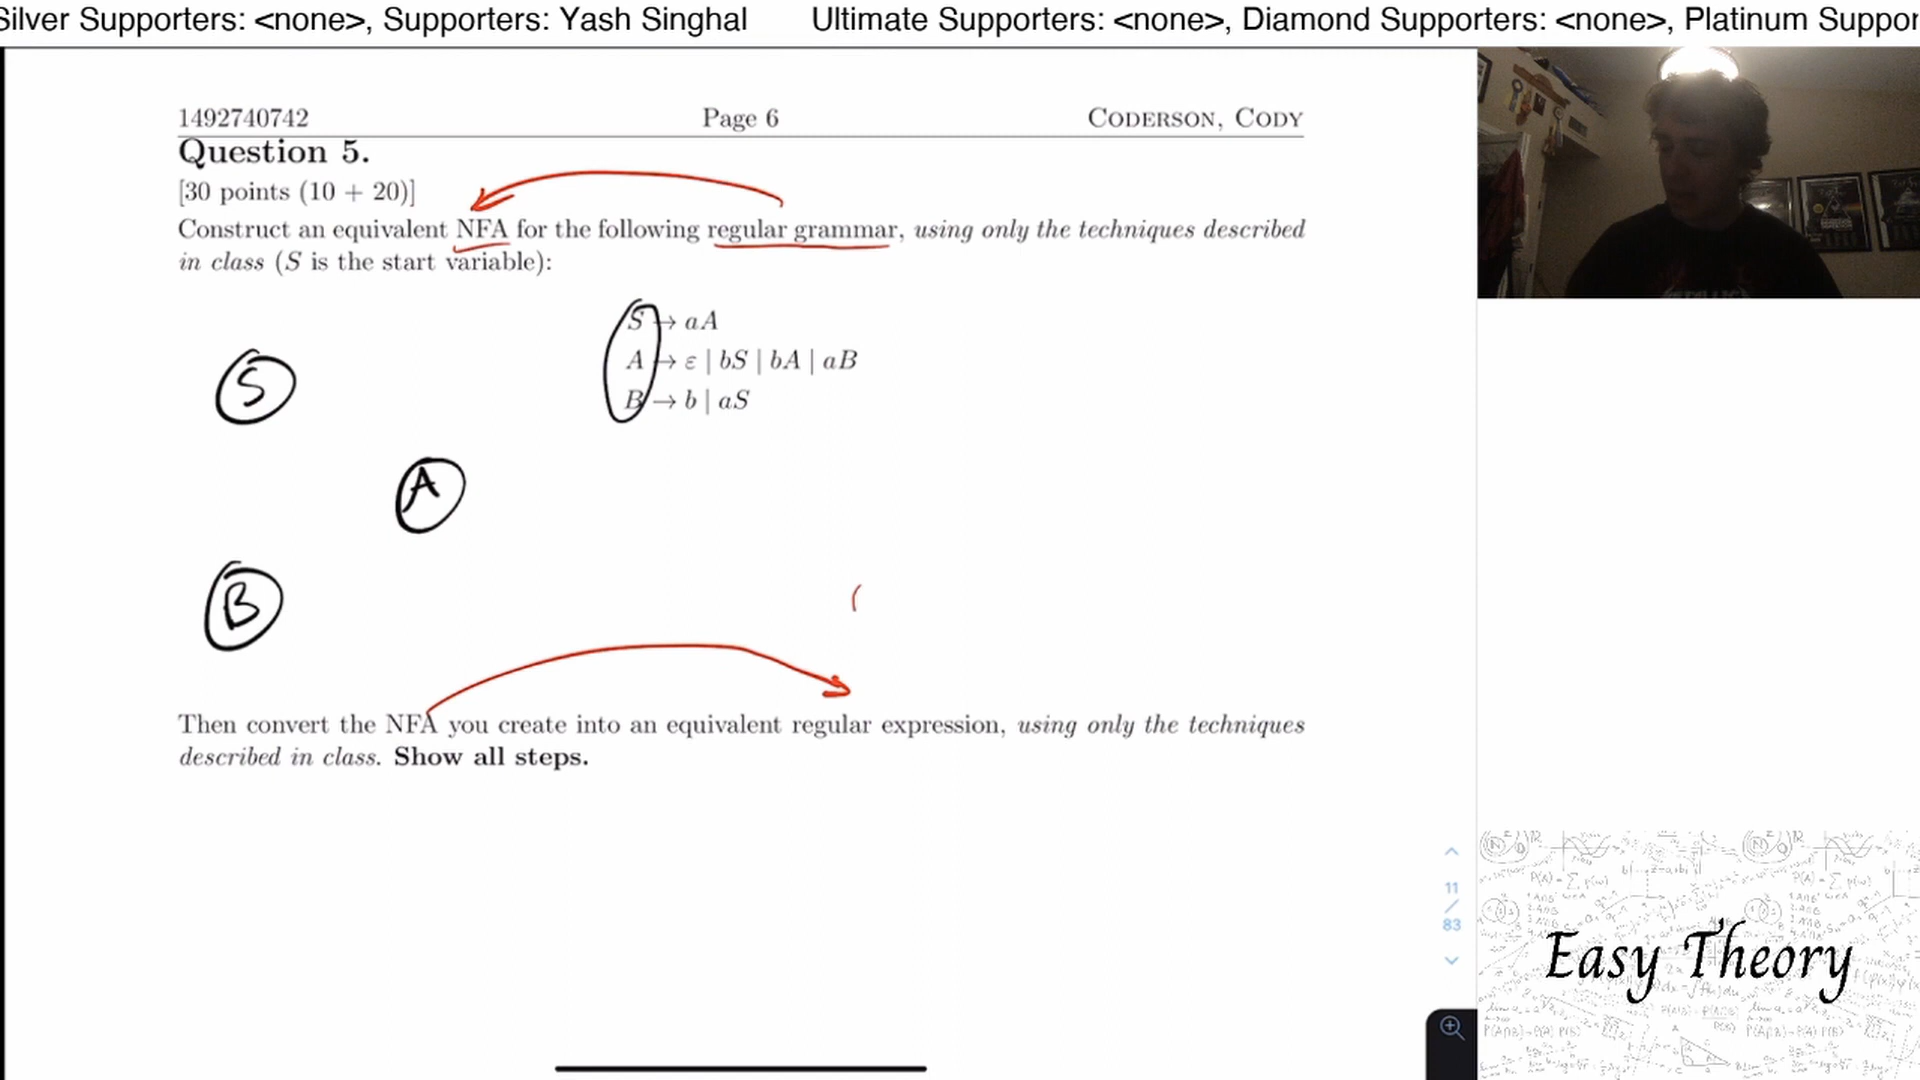 Silver Supporters: <none>, Supporters: Yash Singhal Ultimate Supporters: <none>, Diamond Supporters: <none>, Platinum Suppor
1492740742 Page 6 CODERSON, CODY
Question 5.
[30 points (10 + 20)]
Construct an equivalent NFA for the following regular grammar, using only the techniques described
in class (S is the start variable):
S → aA
A → ε | bS | bA | aB
B → b | aS
S
A
B
Then convert the NFA you create into an equivalent regular expression, using only the techniques
described in class. Show all steps.
11
/
83
Easy Theory